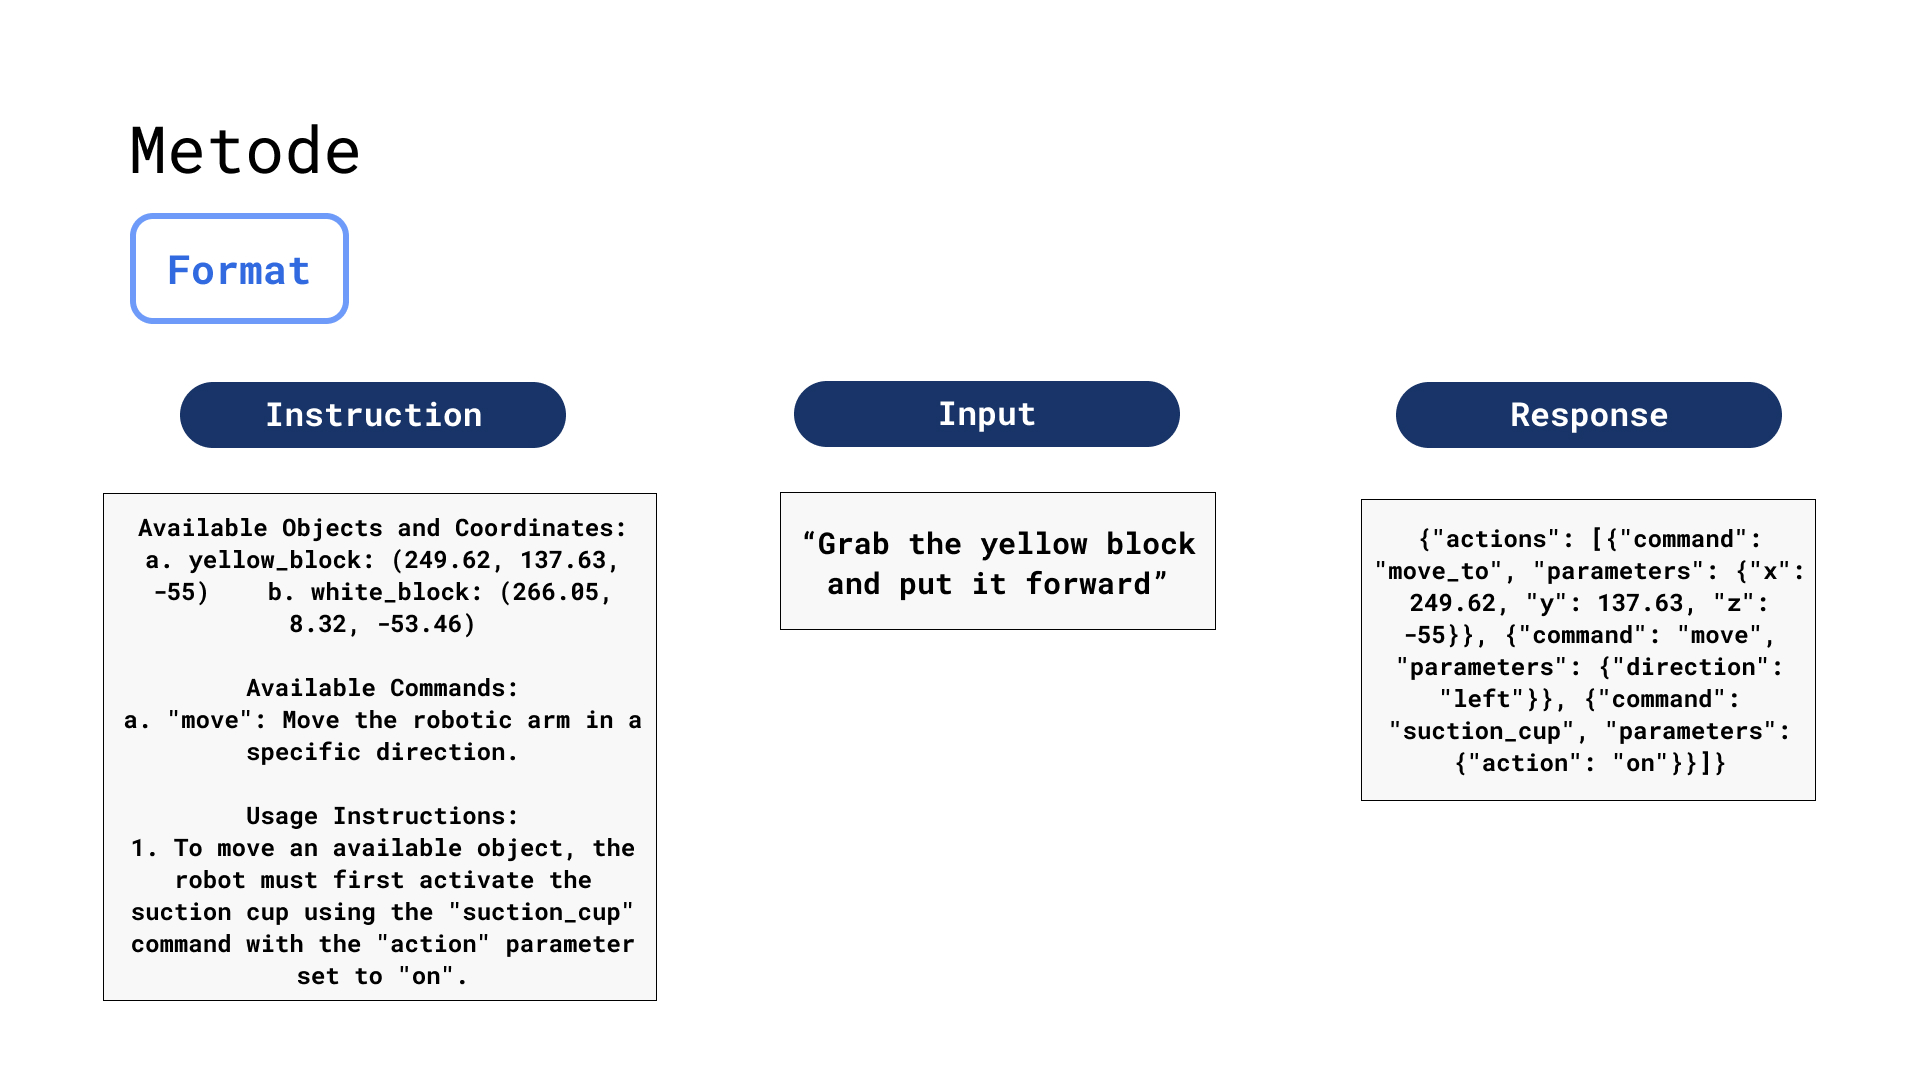 Metode
Format
Instruction
Available Objects and Coordinates:
a. yellow_block: (249.62, 137.63,
-55)    b. white_block: (266.05,
8.32, -53.46)
Available Commands:
a. "move": Move the robotic arm in a
specific direction.
Usage Instructions:
1. To move an available object, the
robot must first activate the
suction cup using the "suction_cup"
command with the "action" parameter
set to "on".
Input
“Grab the yellow block
and put it forward”
Response
{"actions": [{"command":
"move_to", "parameters": {"x":
249.62, "y": 137.63, "z":
-55}}, {"command": "move",
"parameters": {"direction":
"left"}}, {"command":
"suction_cup", "parameters":
{"action": "on"}}]}